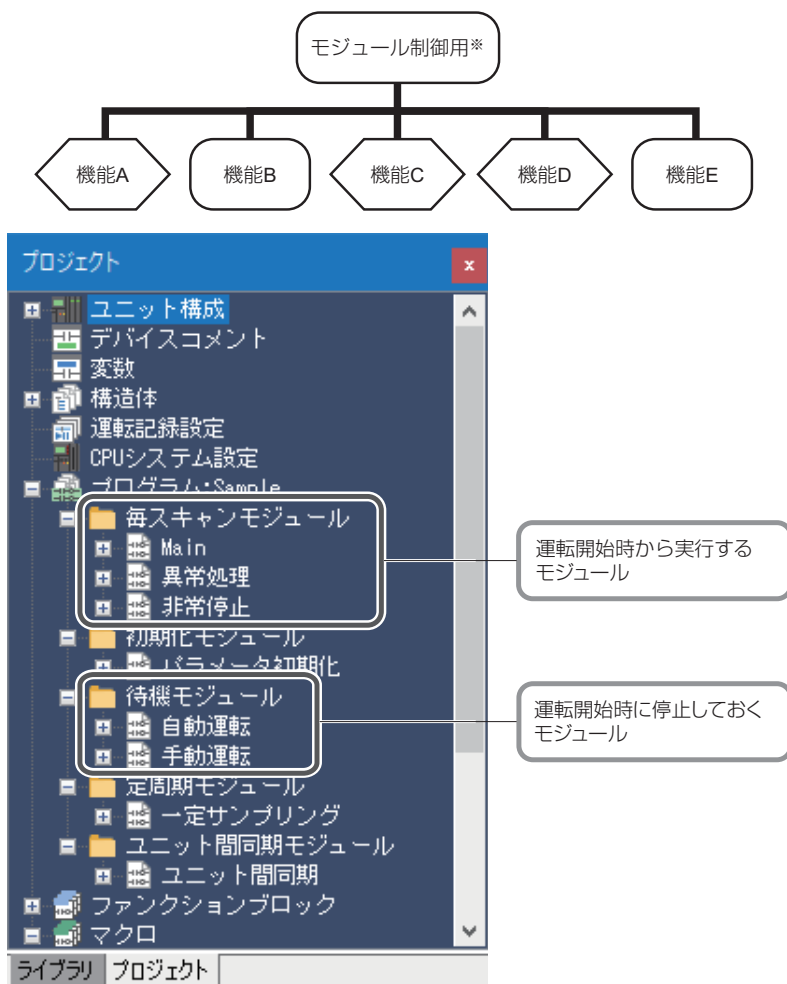 モジュール制御用※
機能A
機能B
機能C
機能D
機能E
プロジェクト
x
ユニット構成
デバイスコメント
変数
構造体
運転記録設定
CPUシステム設定
プログラム:Sample
毎スキャンモジュール
Main
異常処理
非常停止
運転開始時から実行する
モジュール
初期化モジュール
パラメータ初期化
待機モジュール
自動運転
手動運転
運転開始時に停止しておく
モジュール
定周期モジュール
一定サンプリング
ユニット間同期モジュール
ユニット間同期
ファンクションブロック
マクロ
ライブラリ プロジェクト